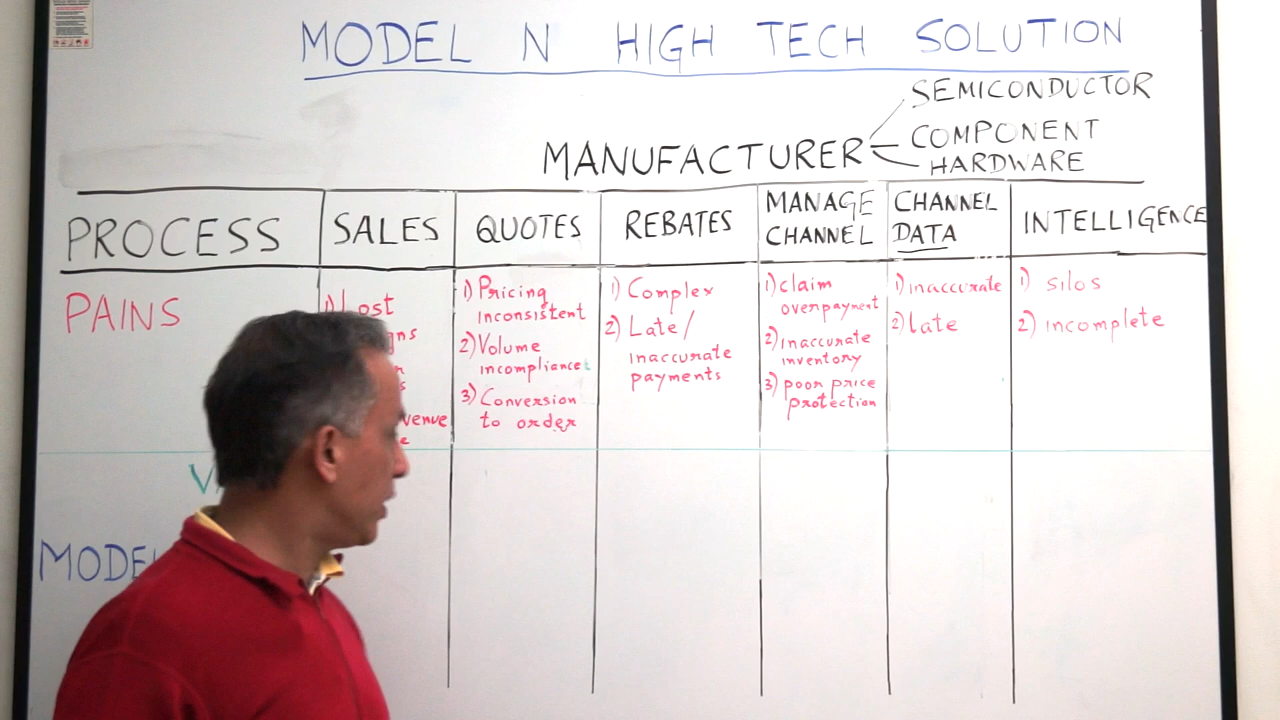 MODEL N HIGH TECH SOLUTION
SEMICONDUCTOR
MANUFACTURER
COMPONENT
HARDWARE
PROCESS
SALES
QUOTES
REBATES
MANAGE
CHANNEL
CHANNEL
DATA
INTELLIGENCE
PAINS
1) Lost
1) Pricing
inconsistent
2) Volume
incompliance
3) Conversion
to order
1) Complex
2) Late/
inaccurate
payments
1) claim
overpayment
2) inaccurate
inventory
3) poor price
protection
1) inaccurate
2) late
1) silos
2) incomplete